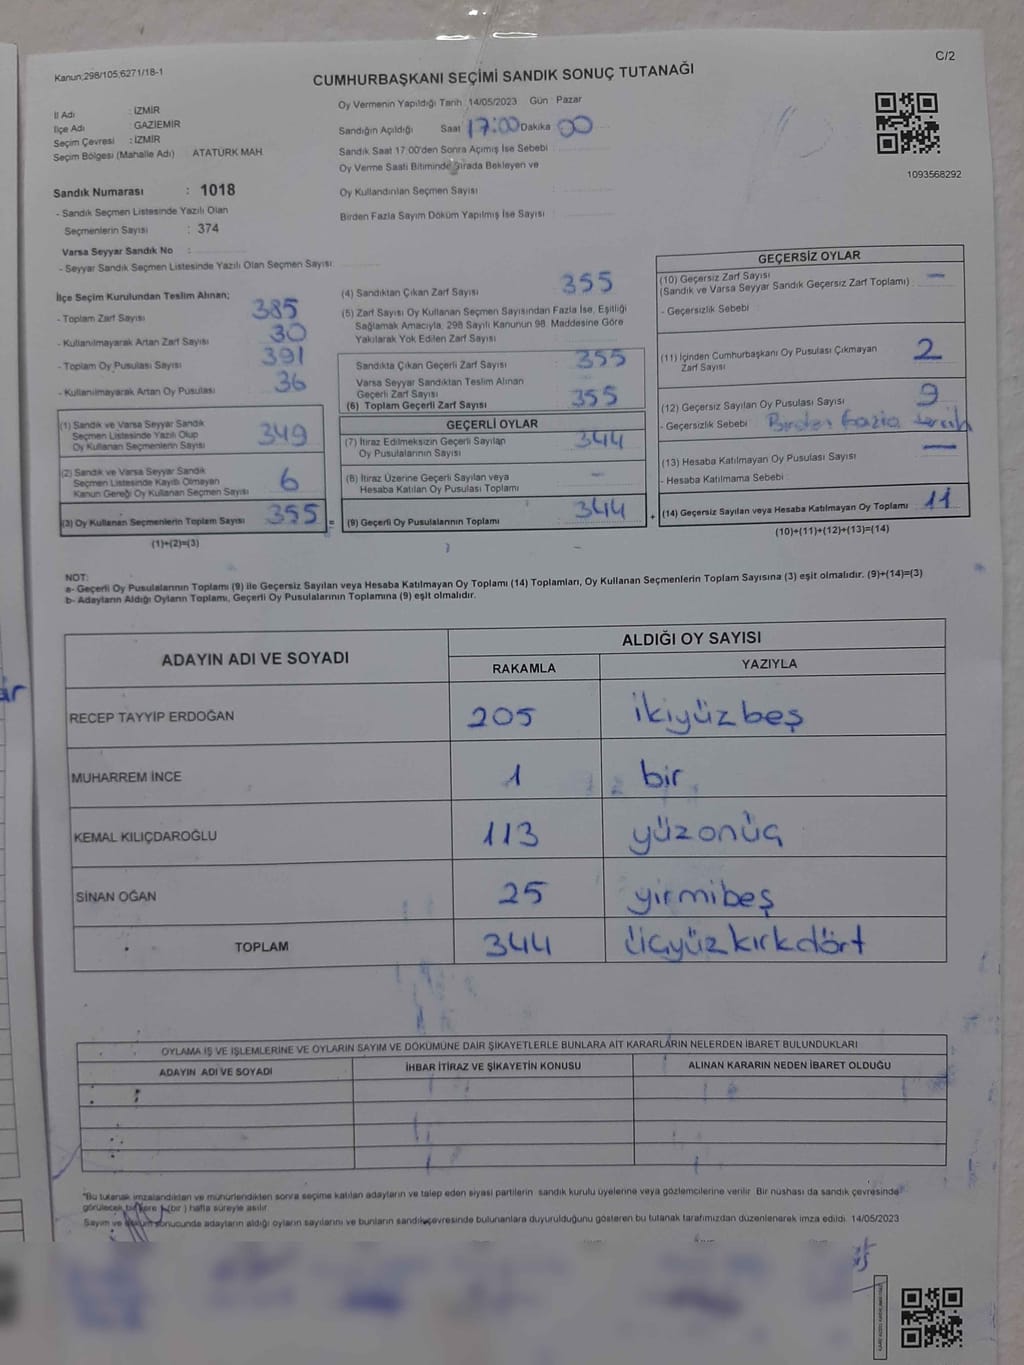 Kanun;298/105;6271/18-1
C/2
CUMHURBAŞKANI SEÇİMİ SANDIK SONUÇ TUTANAĞI
İl Adı : İZMİR
İlçe Adı : GAZİEMİR
Seçim Çevresi : İZMİR
Seçim Bölgesi (Mahalle Adı) ATATÜRK MAH
Sandık Numarası : 1018
- Sandık Seçmen Listesinde Yazılı Olan
Seçmenlerin Sayısı : 374
Varsa Seyyar Sandık No :
- Seyyar Sandık Seçmen Listesinde Yazılı Olan Seçmen Sayısı:
Oy Vermenin Yapıldığı Tarih : 14/05/2023 Gün : Pazar
Sandığın Açıldığı Saat 17:00 Dakika 00
Sandık Saat 17:00'den Sonra Açımış İse Sebebi
Oy Verme Saati Bitiminde Sırada Bekleyen ve
Oy Kullandırılan Seçmen Sayısı :
Birden Fazla Sayım Döküm Yapılmış İse Sayısı :
1093568292
İlçe Seçim Kurulundan Teslim Alınan;
- Toplam Zarf Sayısı 385
- Kullanılmayarak Artan Zarf Sayısı 30
- Toplam Oy Pusulası Sayısı 391
- Kullanılmayarak Artan Oy Pusulası 36
(1) Sandık ve Varsa Seyyar Sandık
Seçmen Listesinde Yazılı Olup
Oy Kullanan Seçmenlerin Sayısı 349
(2) Sandık ve Varsa Seyyar Sandık
Seçmen Listesinde Kayıtlı Olmayan
Kanun Gereği Oy Kullanan Seçmen Sayısı 6
(3) Oy Kullanan Seçmenlerin Toplam Sayısı 355
(1)+(2)=(3)
(4) Sandıktan Çıkan Zarf Sayısı 355
(5) Zarf Sayısı Oy Kullanan Seçmen Sayısından Fazla İse, Eşitliği
Sağlamak Amacıyla, 298 Sayılı Kanunun 98. Maddesine Göre
Yakılarak Yok Edilen Zarf Sayısı
Sandıkta Çıkan Geçerli Zarf Sayısı 355
Varsa Seyyar Sandıktan Teslim Alınan
Geçerli Zarf Sayısı
(6) Toplam Geçerli Zarf Sayısı 355
GEÇERLİ OYLAR
(7) İtiraz Edilmeksizin Geçerli Sayılan
Oy Pusulalarının Sayısı 344
(8) İtiraz Üzerine Geçerli Sayılan veya
Hesaba Katılan Oy Pusulası Toplamı -
= (9) Geçerli Oy Pusulalarının Toplamı 344
GEÇERSİZ OYLAR
(10) Geçersiz Zarf Sayısı
(Sandık ve Varsa Seyyar Sandık Geçersiz Zarf Toplamı) : -
- Geçersizlik Sebebi
(11) İçinden Cumhurbaşkanı Oy Pusulası Çıkmayan
Zarf Sayısı 2
(12) Geçersiz Sayılan Oy Pusulası Sayısı 9
- Geçersizlik Sebebi Birden fazla tercih
(13) Hesaba Katılmayan Oy Pusulası Sayısı -
- Hesaba Katılmama Sebebi
+ (14) Geçersiz Sayılan veya Hesaba Katılmayan Oy Toplamı 11
(10)+(11)+(12)+(13)=(14)
NOT:
a- Geçerli Oy Pusulalarının Toplamı (9) ile Geçersiz Sayılan veya Hesaba Katılmayan Oy Toplamı (14) Toplamları, Oy Kullanan Seçmenlerin Toplam Sayısına (3) eşit olmalıdır. (9)+(14)=(3)
b- Adayların Aldığı Oyların Toplamı, Geçerli Oy Pusulalarının Toplamına (9) eşit olmalıdır.
ADAYIN ADI VE SOYADI ALDIĞI OY SAYISI
RAKAMLA YAZIYLA
RECEP TAYYİP ERDOĞAN 205 ikiyüzbeş
MUHARREM İNCE 1 bir
KEMAL KILIÇDAROĞLU 113 yüzonüç
SİNAN OĞAN 25 yirmibeş
TOPLAM 344 üçyüzkırkdört
OYLAMA İŞ VE İŞLEMLERİNE VE OYLARIN SAYIM VE DÖKÜMÜNE DAİR ŞİKAYETLERLE BUNLARA AİT KARARLARIN NELERDEN İBARET BULUNDUKLARI
ADAYIN ADI VE SOYADI İHBAR İTİRAZ VE ŞİKAYETİN KONUSU ALINAN KARARIN NEDEN İBARET OLDUĞU
"Bu tutanak imzalandıktan ve mühürlendikten sonra seçime katılan adayların ve talep eden siyasi partilerin sandık kurulu üyelerine veya gözlemcilerine verilir. Bir nushası da sandık çevresinde
görülecek bir yere 1 (bir) hafta süreyle asılır.
Sayım ve döküm sonucunda adayların aldığı oyların sayılarını ve bunların sandık çevresinde bulunanlara duyurulduğunu gösteren bu tutanak tarafımızdan düzenlenerek imza edildi. 14/05/2023